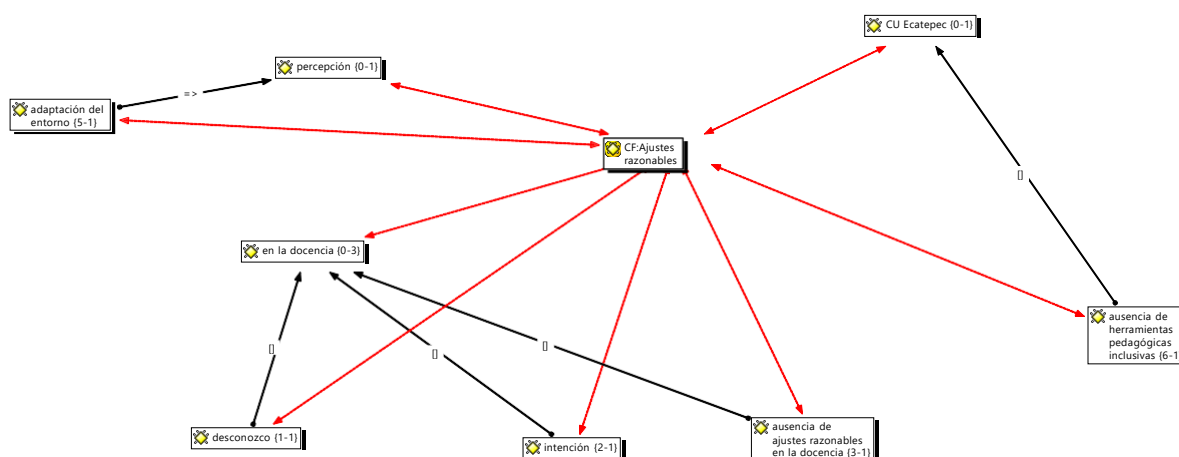 CU Ecatepec {0-1}
percepción {0-1}
=>
adaptación del
entorno {5-1}
CF:Ajustes
razonables
[]
en la docencia {0-3}
ausencia de
herramientas
pedagógicas
inclusivas {6-1
[]
[]
[]
desconozco {1-1}
intención {2-1}
ausencia de
ajustes razonables
en la docencia {3-1}